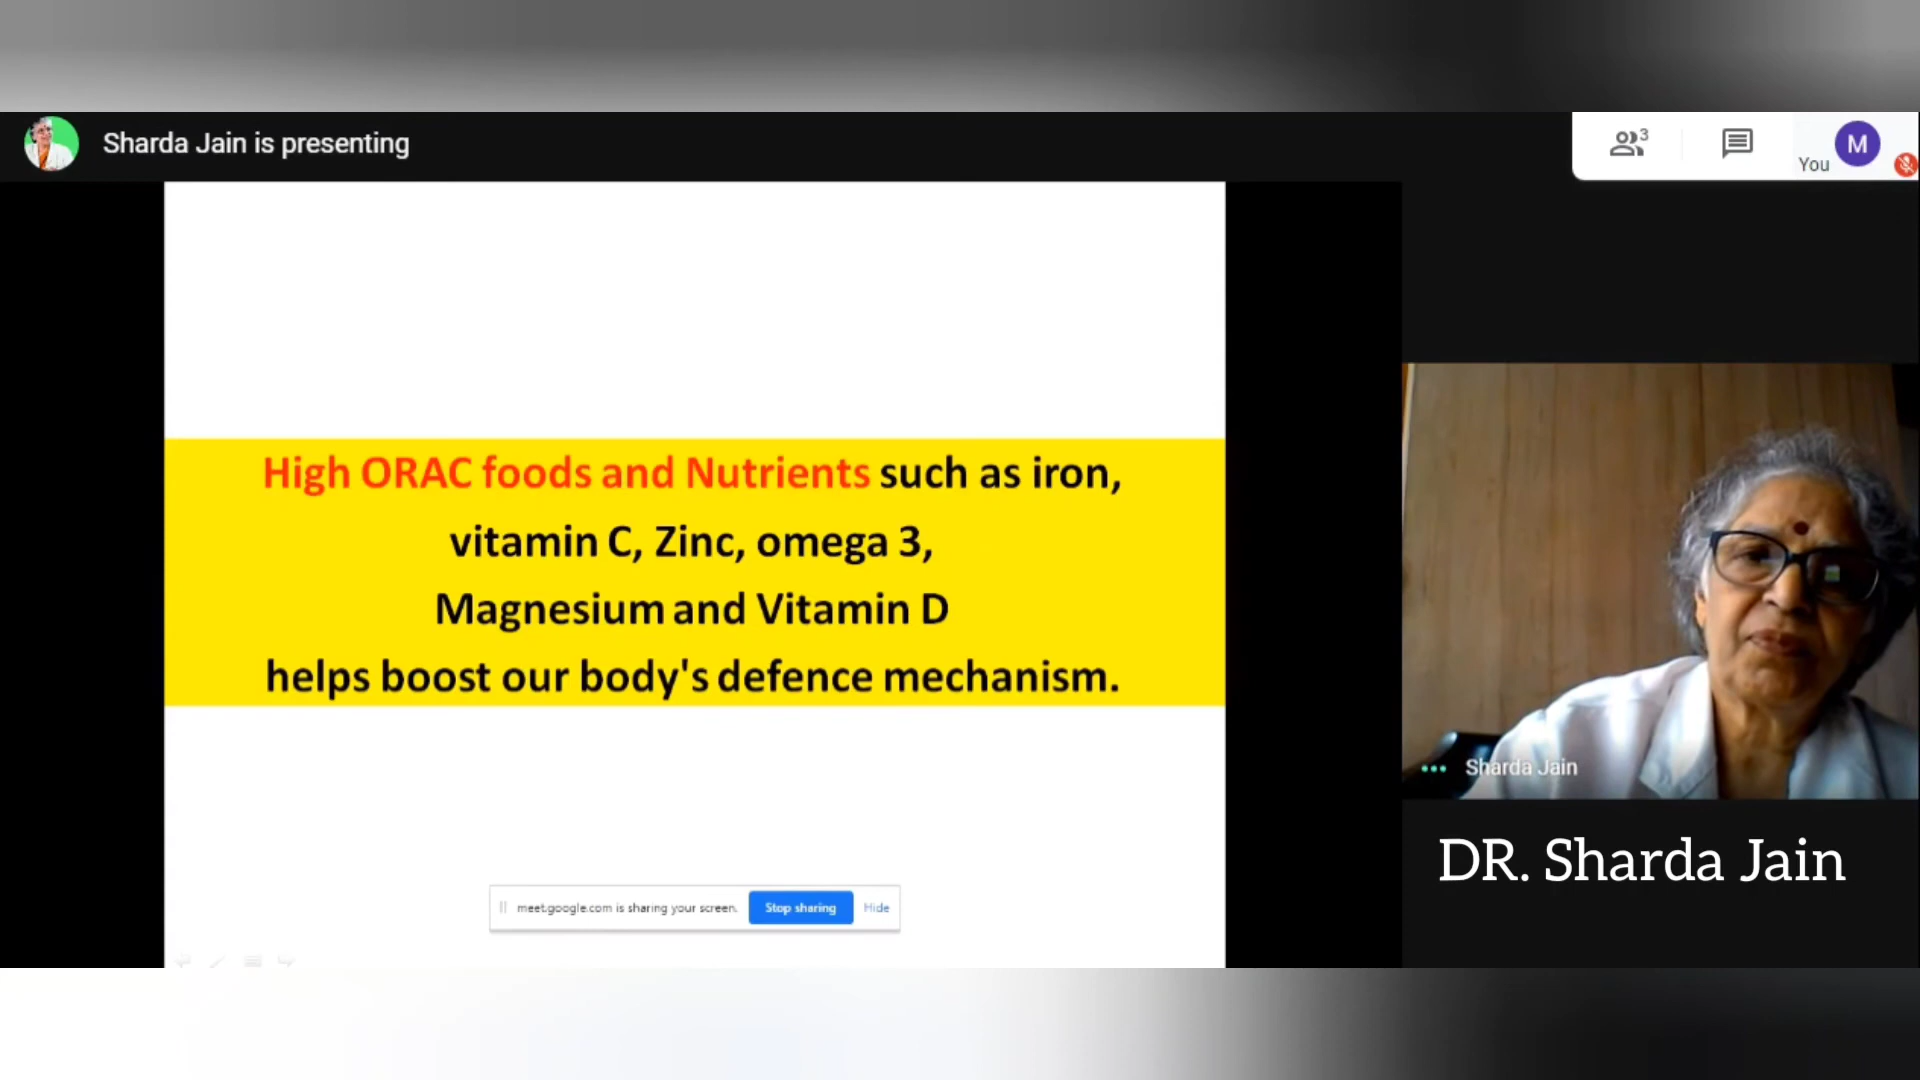 Sharda Jain is presenting
3
You
M
High ORAC foods and Nutrients such as iron,
vitamin C, Zinc, omega 3,
Magnesium and Vitamin D
helps boost our body's defence mechanism.
Sharda Jain
DR. Sharda Jain
meet.google.com is sharing your screen.
Stop sharing
Hide